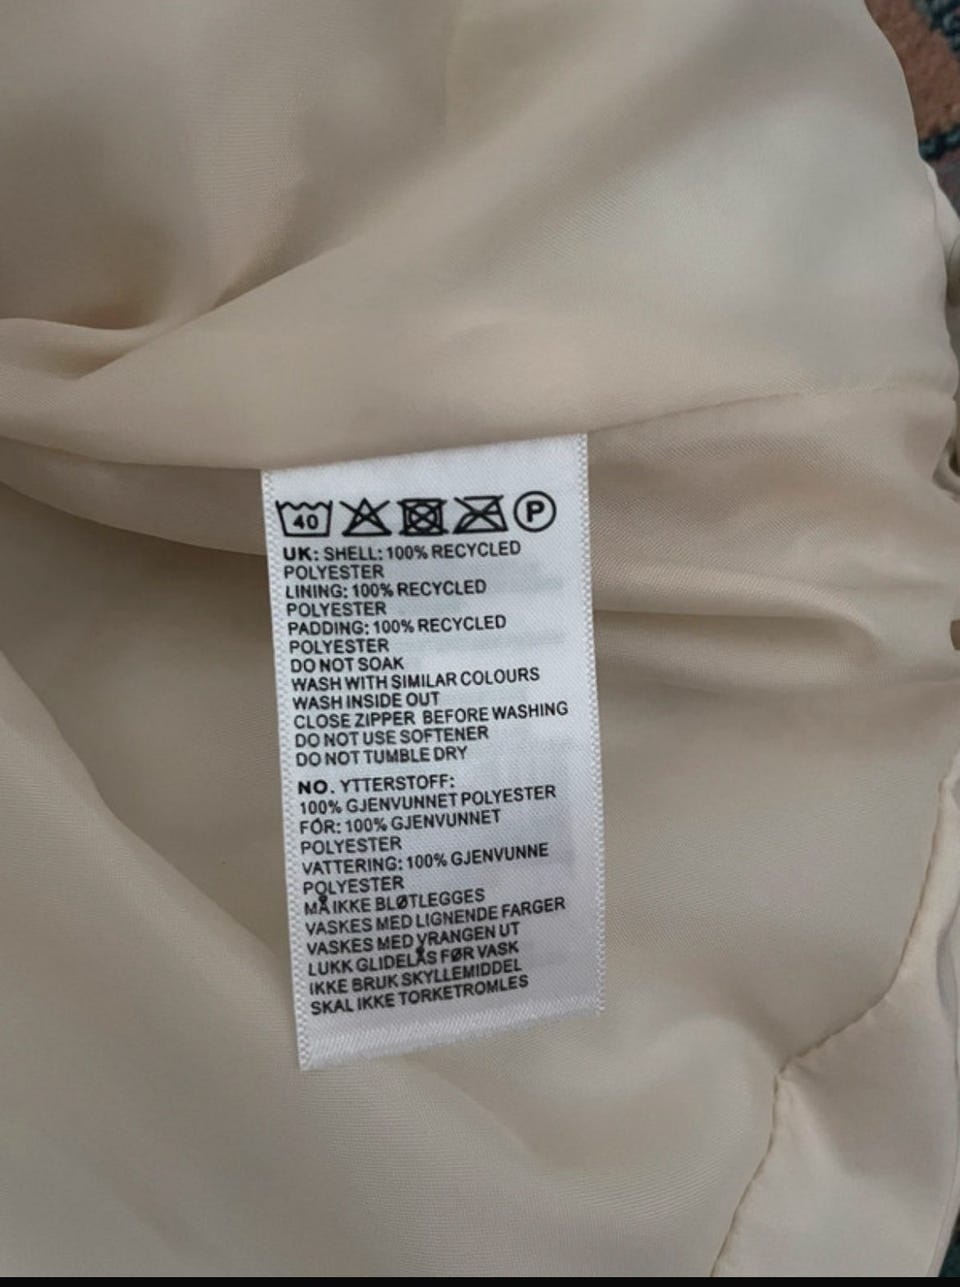 40 P
UK: SHELL: 100% RECYCLED
POLYESTER
LINING: 100% RECYCLED
POLYESTER
PADDING: 100% RECYCLED
POLYESTER
DO NOT SOAK
WASH WITH SIMILAR COLOURS
WASH INSIDE OUT
CLOSE ZIPPER BEFORE WASHING
DO NOT USE SOFTENER
DO NOT TUMBLE DRY
NO. YTTERSTOFF:
100% GJENVUNNET POLYESTER
FÓR: 100% GJENVUNNET
POLYESTER
VATTERING: 100% GJENVUNNE
POLYESTER
MÅ IKKE BLØTLEGGES
VASKES MED LIGNENDE FARGER
VASKES MED VRANGEN UT
LUKK GLIDELÅS FØR VASK
IKKE BRUK SKYLLEMIDDEL
SKAL IKKE TORKETROMLES